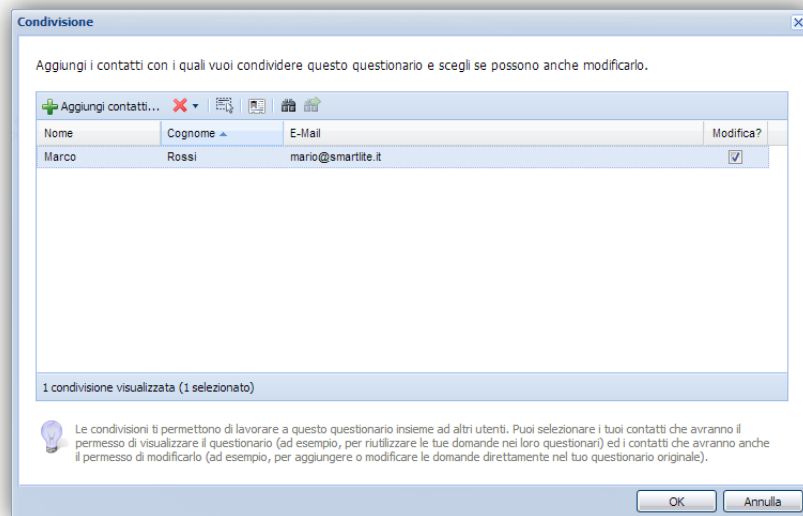 Condivisione
Aggiungi i contatti con i quali vuoi condividere questo questionario e scegli se possono anche modificarlo.
Aggiungi contatti...
Nome Cognome E-Mail Modifica?
Marco Rossi mario@smartlite.it
1 condivisione visualizzata (1 selezionato)
Le condivisioni ti permettono di lavorare a questo questionario insieme ad altri utenti. Puoi selezionare i tuoi contatti che avranno il
permesso di visualizzare il questionario (ad esempio, per riutilizzare le tue domande nei loro questionari) ed i contatti che avranno anche
il permesso di modificarlo (ad esempio, per aggiungere o modificare le domande direttamente nel tuo questionario originale).
OK Annulla